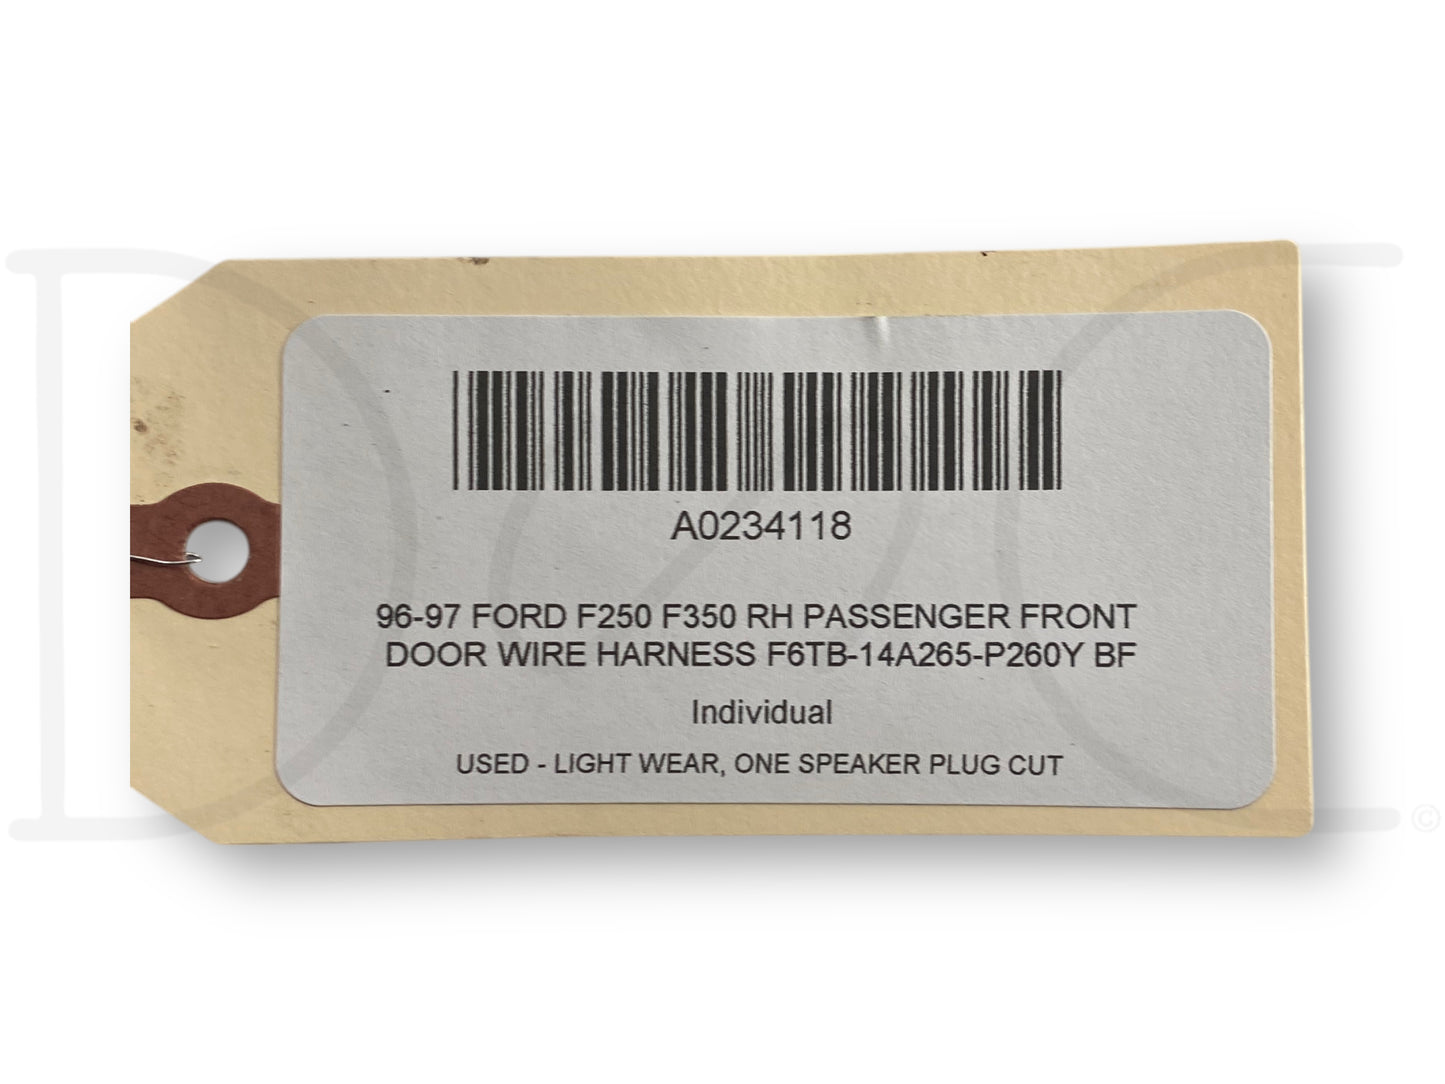 A0234118
96-97 FORD F250 F350 RH PASSENGER FRONT
DOOR WIRE HARNESS F6TB-14A265-P260Y BF
Individual
USED - LIGHT WEAR, ONE SPEAKER PLUG CUT
©